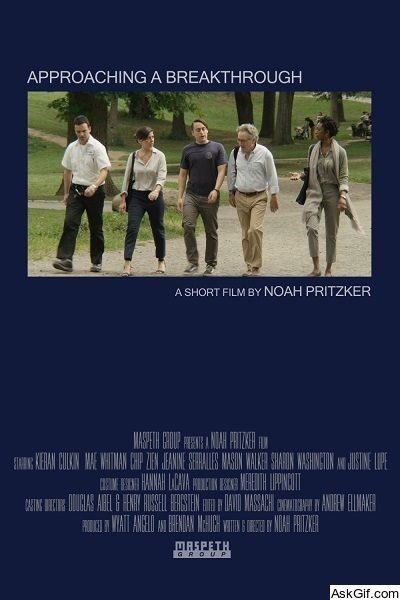 APPROACHING A BREAKTHROUGH
A SHORT FILM BY NOAH PRITZKER
MASPETH GROUP PRESENTS A NOAH PRITZKER FILM
STARRING KIERAN CULKIN MAE WHITMAN CHIP ZIEN JEANINE SERRALLES MASON WALKER SHARON WASHINGTON AND JUSTINE LUPE
COSTUME DESIGNER HANNAH LACAVA PRODUCTION DESIGNER MEREDITH LIPPINCOTT
CASTING DIRECTORS DOUGLAS AIBEL & HENRY RUSSELL BERGSTEIN EDITED BY DAVID MASSACHI CINEMATOGRAPHY BY ANDREW ELLMAKER
PRODUCED BY WYATT ANGELO AND BRENDAN McHUGH WRITTEN & DIRECTED BY NOAH PRITZKER
MASPETH
GROUP
AskGif.com